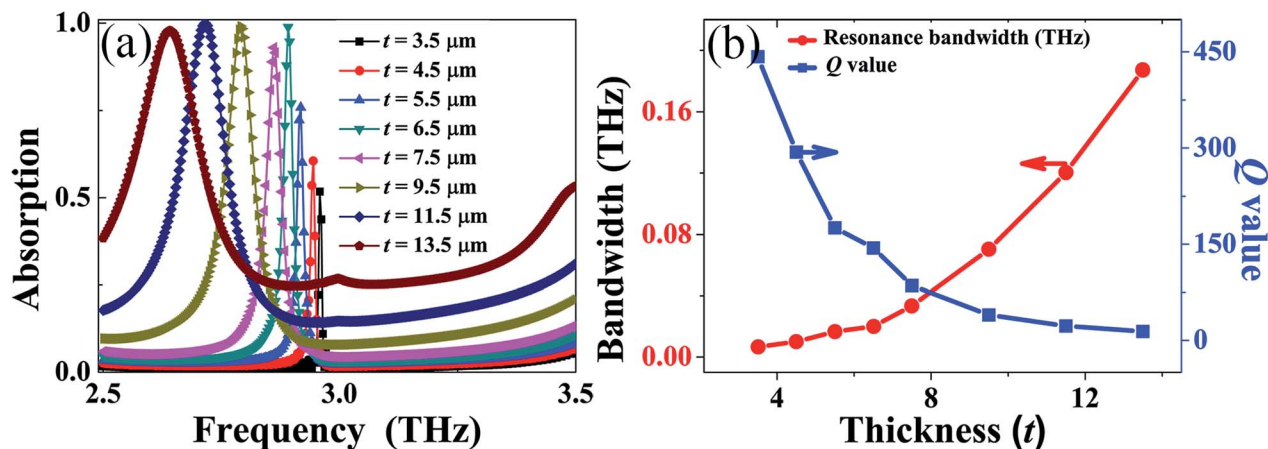 (a)
Absorption
1.0
0.5
0.0
t = 3.5 μm
t = 4.5 μm
t = 5.5 μm
t = 6.5 μm
t = 7.5 μm
t = 9.5 μm
t = 11.5 μm
t = 13.5 μm
2.5 3.0 3.5
Frequency (THz)
(b)
Bandwidth (THz)
0.16
0.08
0.00
Resonance bandwidth (THz)
Q value
450
300
150
0
Q value
4 8 12
Thickness (t)